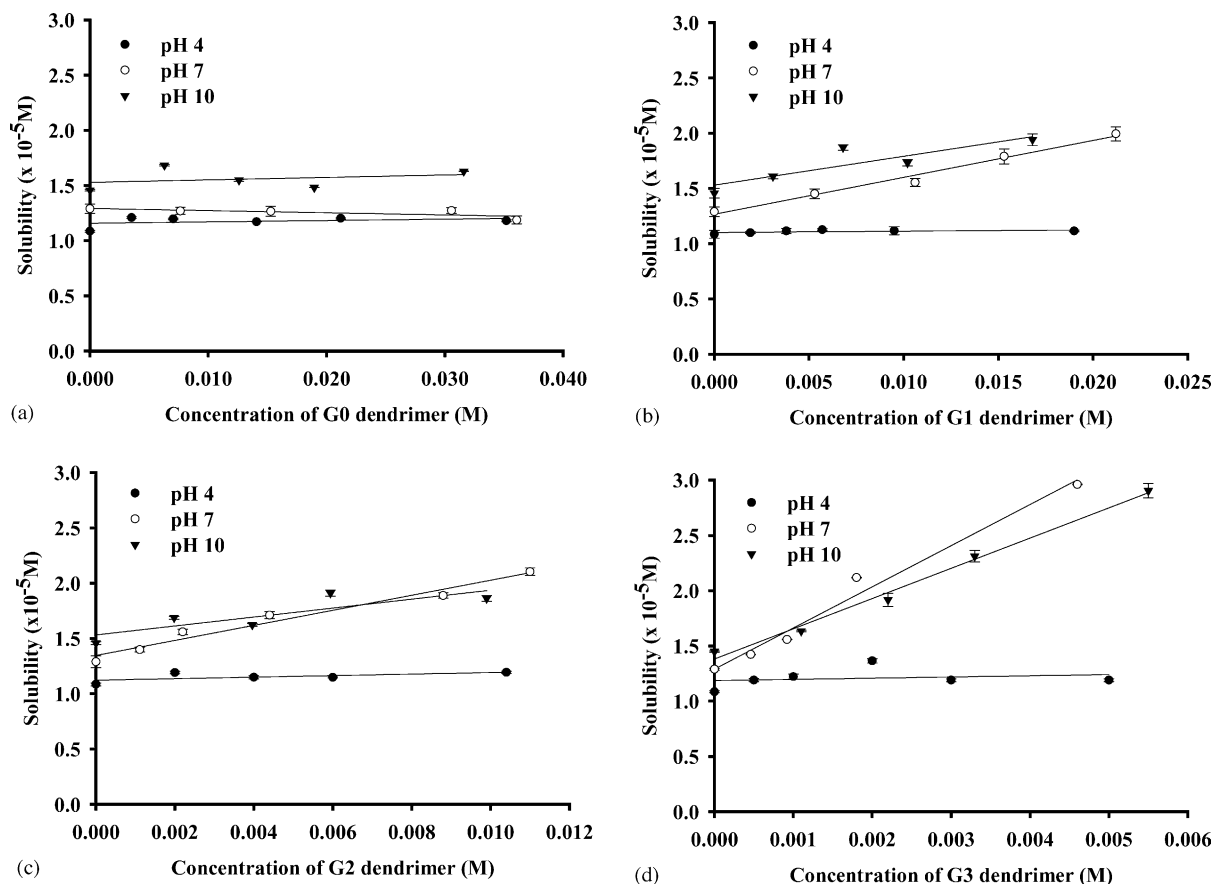 3.0
2.5
2.0
1.5
1.0
0.5
0.0
Solubility (x 10⁻⁵M)
pH 4
pH 7
pH 10
0.000 0.010 0.020 0.030 0.040
(a) Concentration of G0 dendrimer (M)
3.0
2.5
2.0
1.5
1.0
0.5
0.0
Solubility (x 10⁻⁵M)
pH 4
pH 7
pH 10
0.000 0.005 0.010 0.015 0.020 0.025
(b) Concentration of G1 dendrimer (M)
3.0
2.5
2.0
1.5
1.0
0.5
0.0
Solubility (x10⁻⁵M)
pH 4
pH 7
pH 10
0.000 0.002 0.004 0.006 0.008 0.010 0.012
(c) Concentration of G2 dendrimer (M)
3.0
2.5
2.0
1.5
1.0
0.5
0.0
Solubility (x 10⁻⁵M)
pH 4
pH 7
pH 10
0.000 0.001 0.002 0.003 0.004 0.005 0.006
(d) Concentration of G3 dendrimer (M)